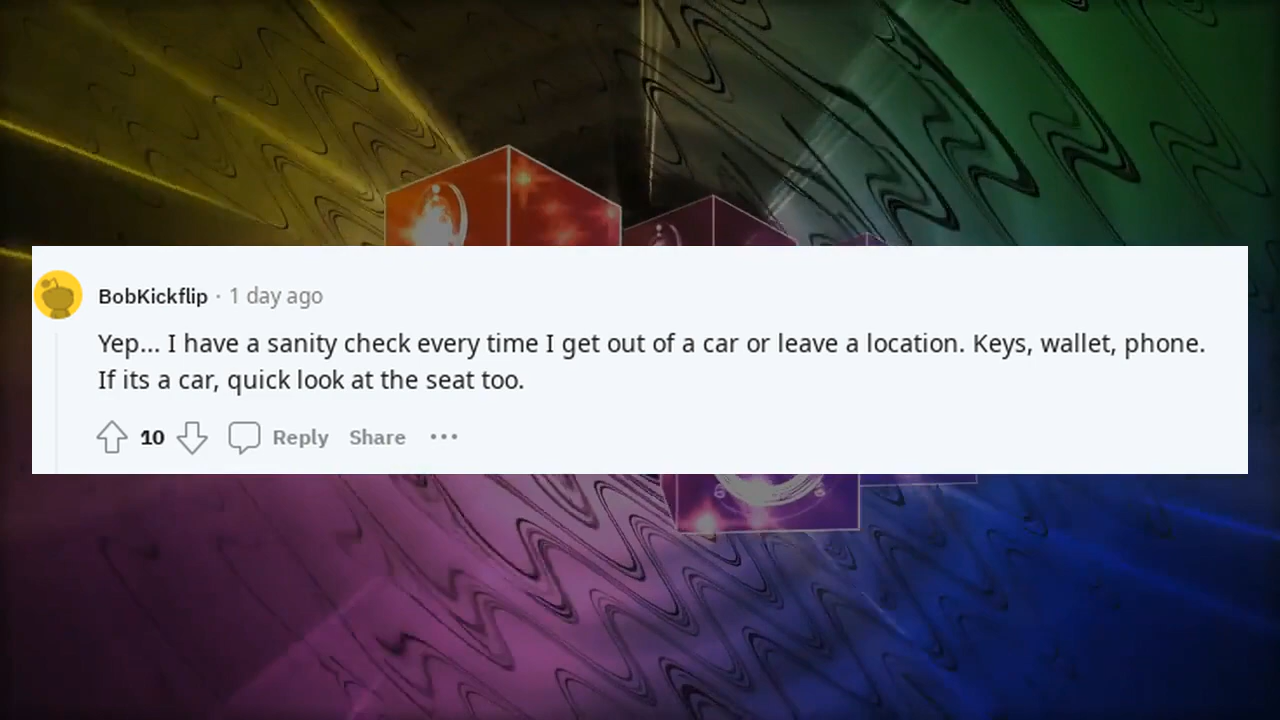 BobKickflip · 1 day ago
Yep... I have a sanity check every time I get out of a car or leave a location. Keys, wallet, phone.
If its a car, quick look at the seat too.
10 Reply Share ···